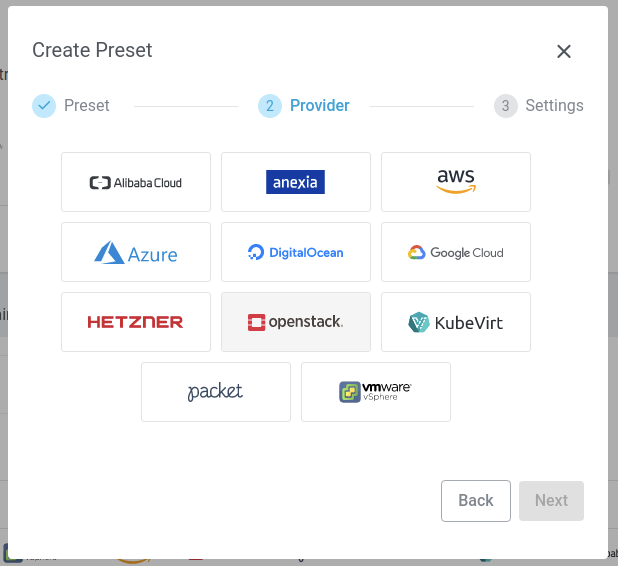 Create Preset
Preset
2 Provider
3 Settings
Alibaba Cloud
anexia
aws
Azure
DigitalOcean
Google Cloud
HETZNER
openstack.
KubeVirt
packet
vmware®
vSphere
Back
Next